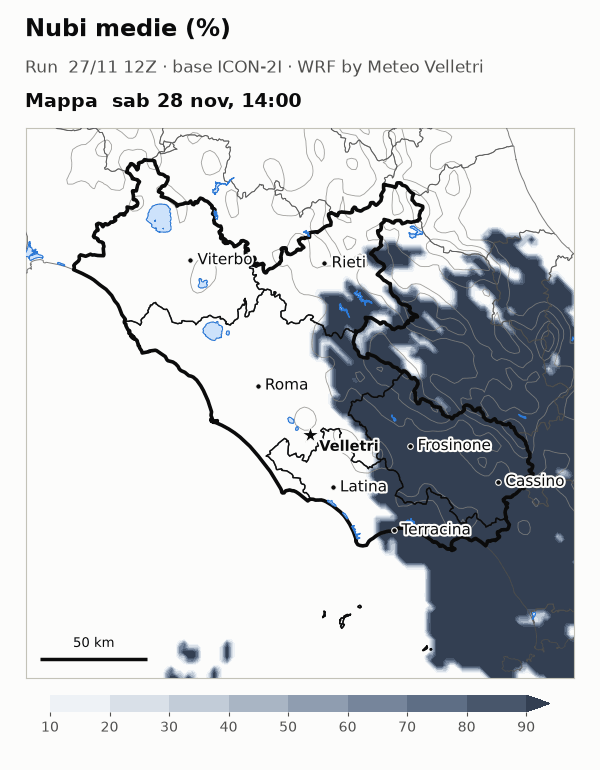 Nubi medie (%)
Run  27/11 12Z · base ICON-2I · WRF by Meteo Velletri
Mappa  sab 28 nov, 14:00
Viterbo
Rieti
Roma
Velletri
Frosinone
Latina
Cassino
Terracina
50 km
10 20 30 40 50 60 70 80 90